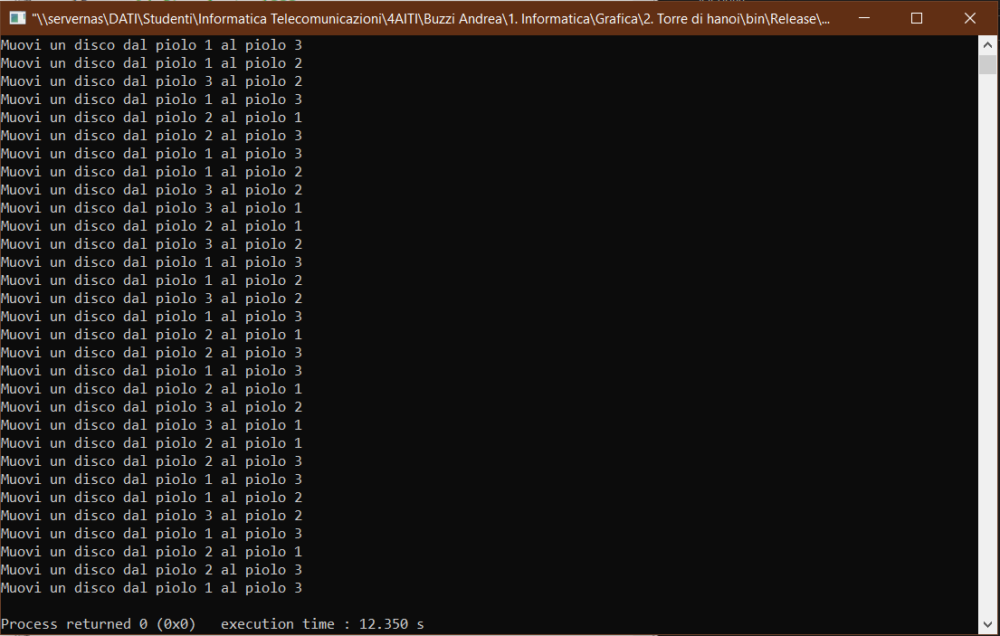 "\\servernas\DATI\Studenti\Informatica Telecomunicazioni\4AITI\Buzzi Andrea\1. Informatica\Grafica\2. Torre di hanoi\bin\Release\...
Muovi un disco dal piolo 1 al piolo 3
Muovi un disco dal piolo 1 al piolo 2
Muovi un disco dal piolo 3 al piolo 2
Muovi un disco dal piolo 1 al piolo 3
Muovi un disco dal piolo 2 al piolo 1
Muovi un disco dal piolo 2 al piolo 3
Muovi un disco dal piolo 1 al piolo 3
Muovi un disco dal piolo 1 al piolo 2
Muovi un disco dal piolo 3 al piolo 2
Muovi un disco dal piolo 3 al piolo 1
Muovi un disco dal piolo 2 al piolo 1
Muovi un disco dal piolo 3 al piolo 2
Muovi un disco dal piolo 1 al piolo 3
Muovi un disco dal piolo 1 al piolo 2
Muovi un disco dal piolo 3 al piolo 2
Muovi un disco dal piolo 1 al piolo 3
Muovi un disco dal piolo 2 al piolo 1
Muovi un disco dal piolo 2 al piolo 3
Muovi un disco dal piolo 1 al piolo 3
Muovi un disco dal piolo 2 al piolo 1
Muovi un disco dal piolo 3 al piolo 2
Muovi un disco dal piolo 3 al piolo 1
Muovi un disco dal piolo 2 al piolo 1
Muovi un disco dal piolo 2 al piolo 3
Muovi un disco dal piolo 1 al piolo 3
Muovi un disco dal piolo 1 al piolo 2
Muovi un disco dal piolo 3 al piolo 2
Muovi un disco dal piolo 1 al piolo 3
Muovi un disco dal piolo 2 al piolo 1
Muovi un disco dal piolo 2 al piolo 3
Muovi un disco dal piolo 1 al piolo 3
Process returned 0 (0x0)   execution time : 12.350 s